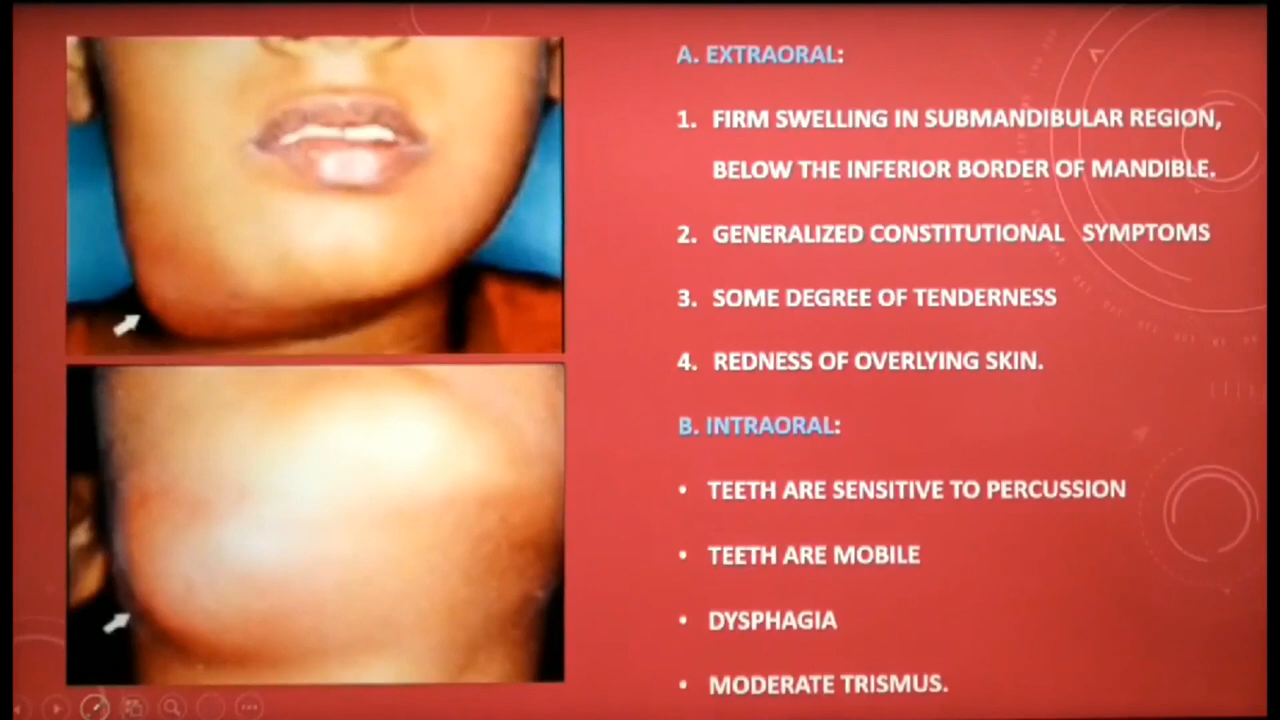 A. EXTRAORAL:
1. FIRM SWELLING IN SUBMANDIBULAR REGION,
BELOW THE INFERIOR BORDER OF MANDIBLE.
2. GENERALIZED CONSTITUTIONAL SYMPTOMS
3. SOME DEGREE OF TENDERNESS
4. REDNESS OF OVERLYING SKIN.
B. INTRAORAL:
• TEETH ARE SENSITIVE TO PERCUSSION
• TEETH ARE MOBILE
• DYSPHAGIA
• MODERATE TRISMUS.